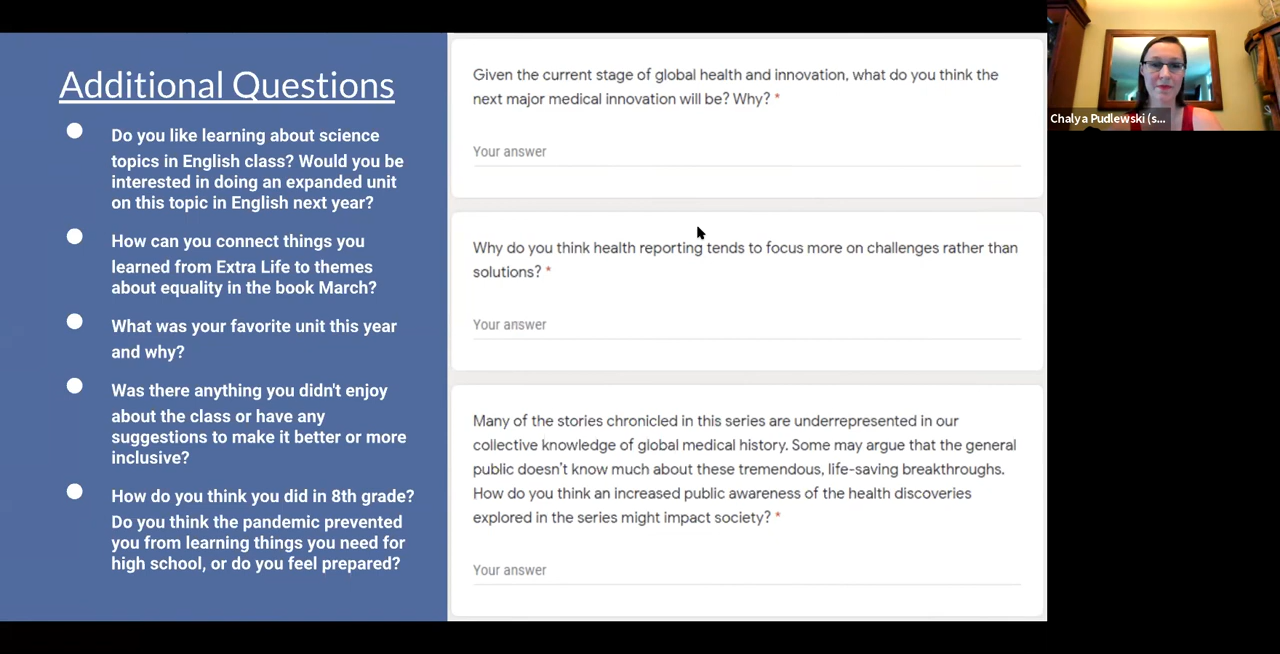 Additional Questions
Do you like learning about science
topics in English class? Would you be
interested in doing an expanded unit
on this topic in English next year?
How can you connect things you
learned from Extra Life to themes
about equality in the book March?
What was your favorite unit this year
and why?
Was there anything you didn't enjoy
about the class or have any
suggestions to make it better or more
inclusive?
How do you think you did in 8th grade?
Do you think the pandemic prevented
you from learning things you need for
high school, or do you feel prepared?
Given the current stage of global health and innovation, what do you think the
next major medical innovation will be? Why? *
Your answer
Why do you think health reporting tends to focus more on challenges rather than
solutions? *
Your answer
Many of the stories chronicled in this series are underrepresented in our
collective knowledge of global medical history. Some may argue that the general
public doesn't know much about these tremendous, life-saving breakthroughs.
How do you think an increased public awareness of the health discoveries
explored in the series might impact society? *
Your answer
Chalya Pudlewski (s...